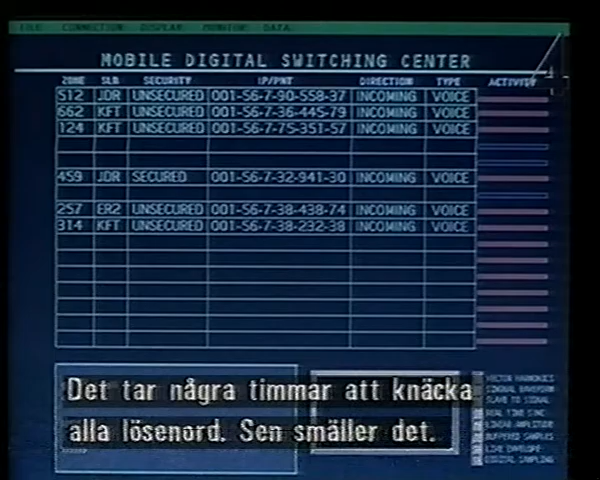 FILE CONNECTION DISPLAY MONITOR DATA
MOBILE DIGITAL SWITCHING CENTER
ZONE SLB SECURITY IP/PNT DIRECTION TYPE ACTIVITY
512 JDR UNSECURED 001-56-7-90-558-37 INCOMING VOICE
662 KFT UNSECURED 001-56-7-36-445-79 INCOMING VOICE
124 KFT UNSECURED 001-56-7-75-351-57 INCOMING VOICE
459 JDR SECURED 001-56-7-32-941-30 INCOMING VOICE
257 ER2 UNSECURED 001-56-7-38-438-74 INCOMING VOICE
314 KFT UNSECURED 001-56-7-38-232-38 INCOMING VOICE
VECTOR HARMONICS
SIGNAL WAVEFORM
SLAVE TO SIGNAL
REAL TIME SYNC
LINEAR AMPLITUDE
BUFFERED SAMPLES
LIVE ENVELOPE
DIGITAL SAMPLING
Det tar några timmar att knäcka
alla lösenord. Sen smäller det.